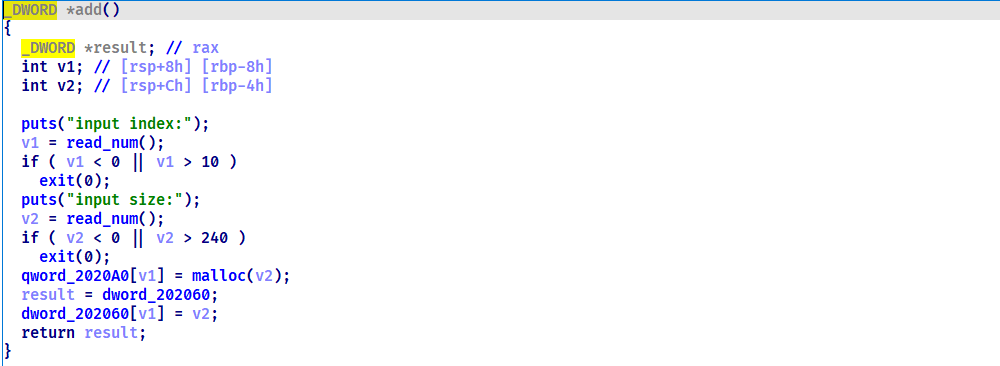 _DWORD *add()
{
  _DWORD *result; // rax
  int v1; // [rsp+8h] [rbp-8h]
  int v2; // [rsp+Ch] [rbp-4h]

  puts("input index:");
  v1 = read_num();
  if ( v1 < 0 || v1 > 10 )
    exit(0);
  puts("input size:");
  v2 = read_num();
  if ( v2 < 0 || v2 > 240 )
    exit(0);
  qword_2020A0[v1] = malloc(v2);
  result = dword_202060;
  dword_202060[v1] = v2;
  return result;
}